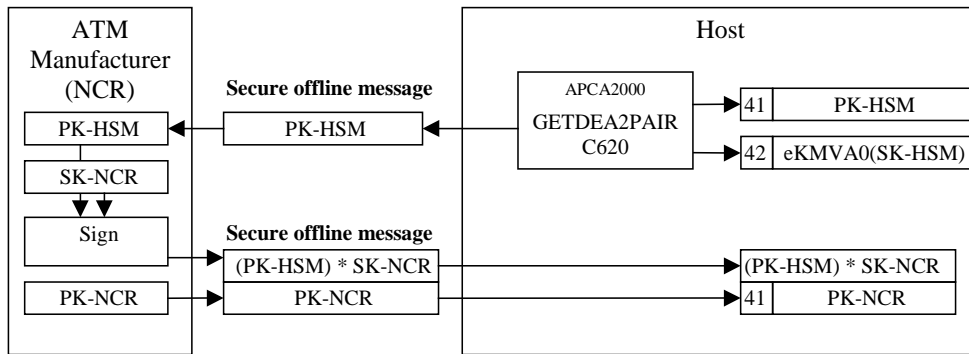 ATM
Manufacturer
(NCR)
Host
Secure offline message
APCA2000
GETDEA2PAIR
C620
41 PK-HSM
PK-HSM
PK-HSM
42 eKMVA0(SK-HSM)
SK-NCR
Sign
Secure offline message
(PK-HSM) * SK-NCR
(PK-HSM) * SK-NCR
PK-NCR
PK-NCR
41 PK-NCR